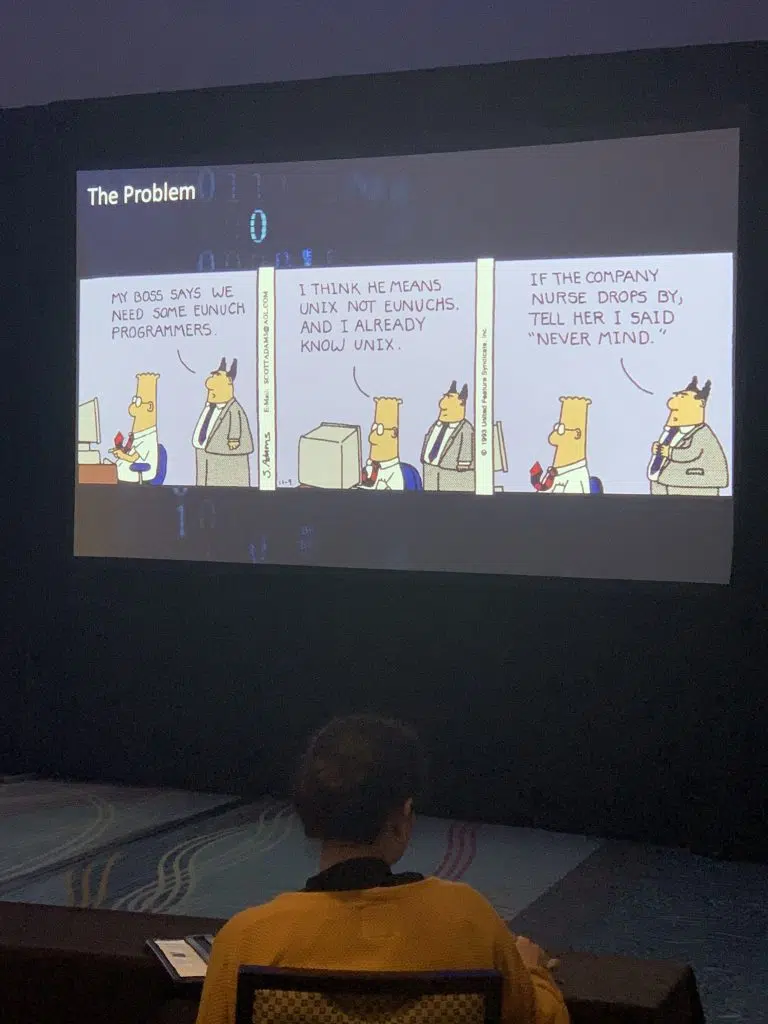 The Problem
MY BOSS SAYS WE
NEED SOME EUNUCH
PROGRAMMERS.
S.Adams E-Mail: SCOTTADAMS@AOL.COM
I THINK HE MEANS
UNIX NOT EUNUCHS.
AND I ALREADY
KNOW UNIX.
11-9
© 1993 United Feature Syndicate, Inc.
IF THE COMPANY
NURSE DROPS BY,
TELL HER I SAID
"NEVER MIND."